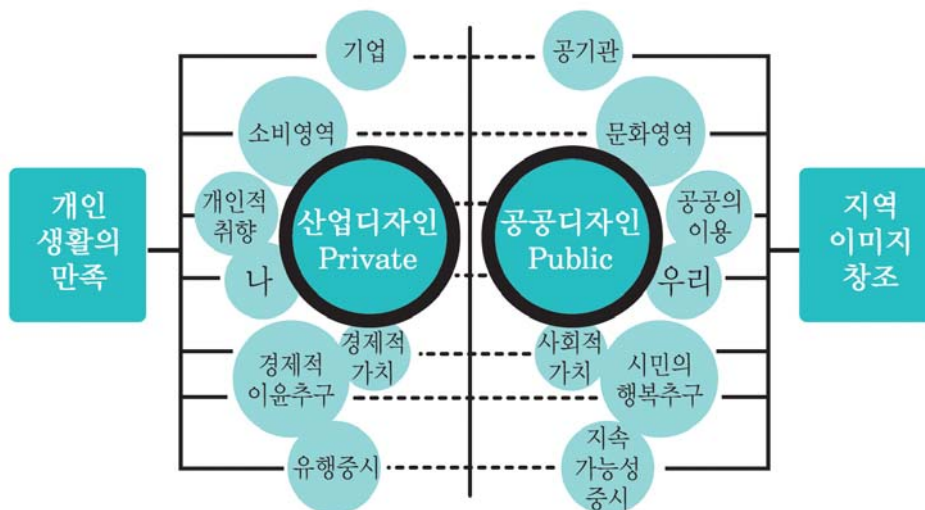 기업
공기관
소비영역
문화영역
개인
생활의
만족
개인적
취향
산업디자인
Private
공공디자인
Public
공공의
이용
지역
이미지
창조
나
우리
경제적
가치
사회적
가치
경제적
이윤추구
시민의
행복추구
유행중시
지속
가능성
중시